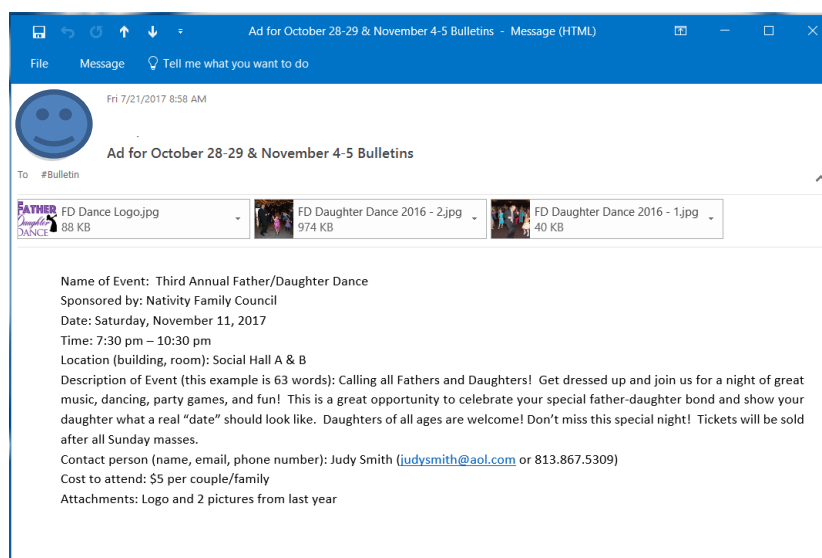 Ad for October 28-29 & November 4-5 Bulletins - Message (HTML)
File Message Tell me what you want to do
Fri 7/21/2017 8:58 AM
Ad for October 28-29 & November 4-5 Bulletins
To #Bulletin
FATHER Daughter DANCE
FD Dance Logo.jpg
88 KB
FD Daughter Dance 2016 - 2.jpg
974 KB
FD Daughter Dance 2016 - 1.jpg
40 KB
Name of Event: Third Annual Father/Daughter Dance
Sponsored by: Nativity Family Council
Date: Saturday, November 11, 2017
Time: 7:30 pm – 10:30 pm
Location (building, room): Social Hall A & B
Description of Event (this example is 63 words): Calling all Fathers and Daughters! Get dressed up and join us for a night of great
music, dancing, party games, and fun! This is a great opportunity to celebrate your special father-daughter bond and show your
daughter what a real “date” should look like. Daughters of all ages are welcome! Don’t miss this special night! Tickets will be sold
after all Sunday masses.
Contact person (name, email, phone number): Judy Smith (judysmith@aol.com or 813.867.5309)
Cost to attend: $5 per couple/family
Attachments: Logo and 2 pictures from last year